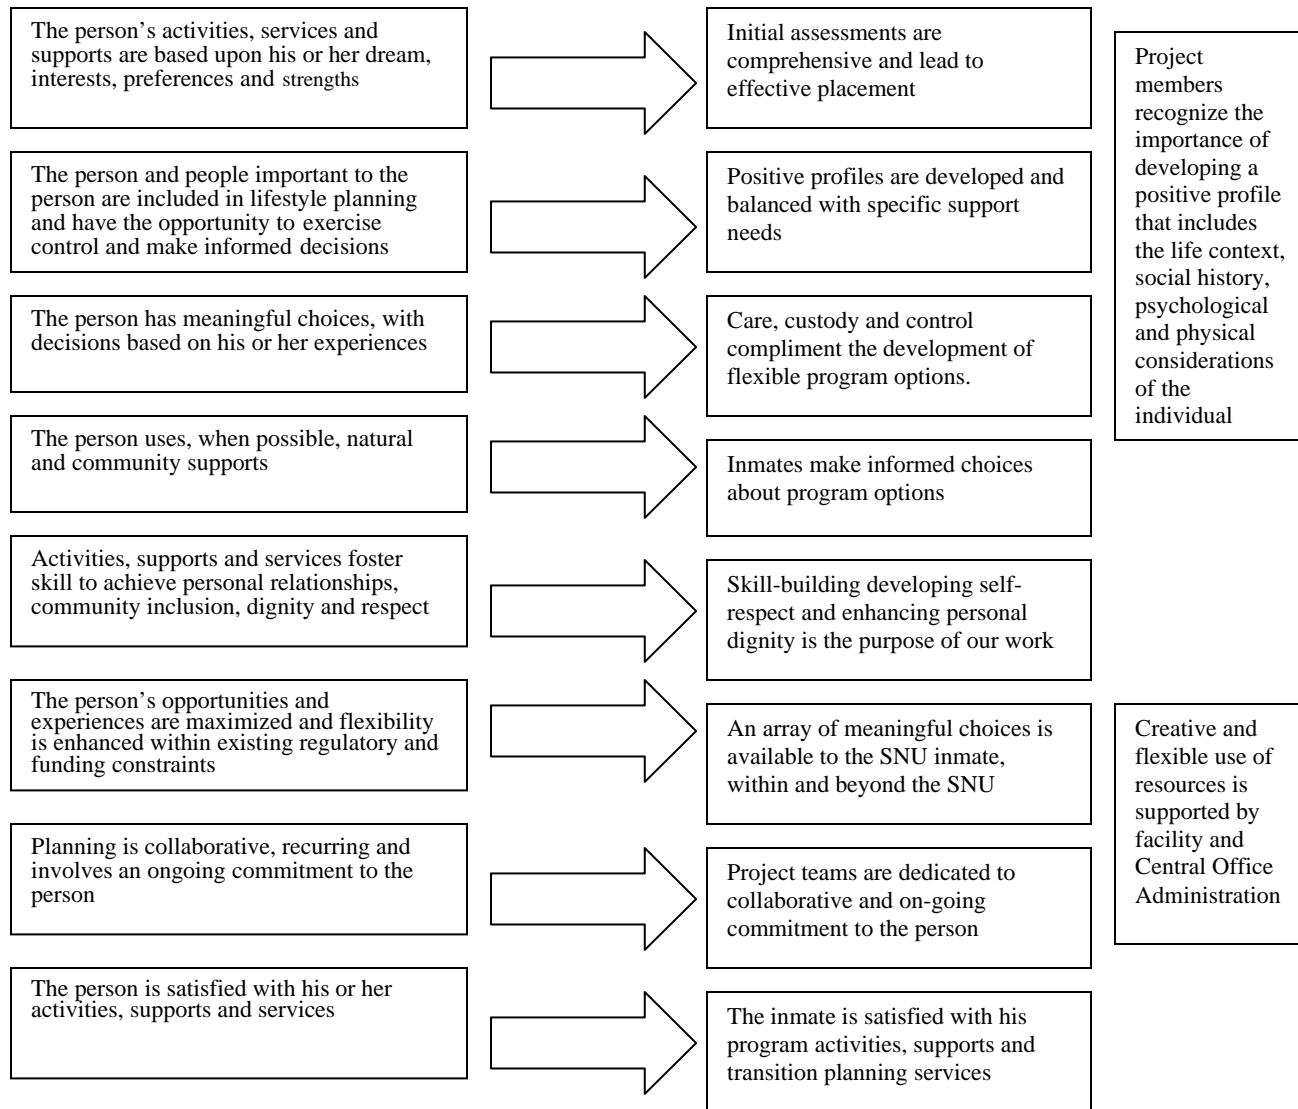 The person’s activities, services and
supports are based upon his or her dream,
interests, preferences and strengths
Initial assessments are
comprehensive and lead to
effective placement
Project
members
recognize the
importance of
developing a
positive profile
that includes
the life context,
social history,
psychological
and physical
considerations
of the
individual
The person and people important to the
person are included in lifestyle planning
and have the opportunity to exercise
control and make informed decisions
Positive profiles are developed and
balanced with specific support
needs
The person has meaningful choices, with
decisions based on his or her experiences
Care, custody and control
compliment the development of
flexible program options.
The person uses, when possible, natural
and community supports
Inmates make informed choices
about program options
Activities, supports and services foster
skill to achieve personal relationships,
community inclusion, dignity and respect
Skill-building developing self-
respect and enhancing personal
dignity is the purpose of our work
The person’s opportunities and
experiences are maximized and flexibility
is enhanced within existing regulatory and
funding constraints
An array of meaningful choices is
available to the SNU inmate,
within and beyond the SNU
Creative and
flexible use of
resources is
supported by
facility and
Central Office
Administration
Planning is collaborative, recurring and
involves an ongoing commitment to the
person
Project teams are dedicated to
collaborative and on-going
commitment to the person
The person is satisfied with his or her
activities, supports and services
The inmate is satisfied with his
program activities, supports and
transition planning services